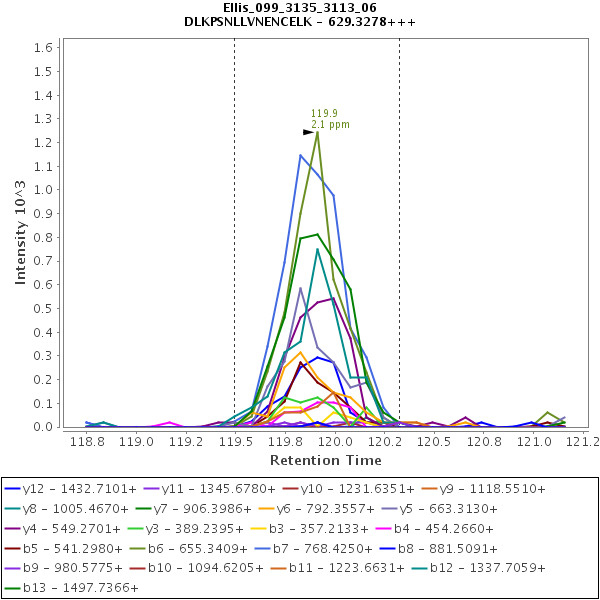 Ellis_099_3135_3113_06
DLKPSNLLVNENCELK - 629.3278+++
Intensity 10^3
1.6
1.5
1.4
1.3
1.2
1.1
1.0
0.9
0.8
0.7
0.6
0.5
0.4
0.3
0.2
0.1
0.0
119.9
2.1 ppm
118.8 119.0 119.2 119.5 119.8 120.0 120.2 120.5 120.8 121.0 121.2
Retention Time
y12 - 1432.7101+ y11 - 1345.6780+ y10 - 1231.6351+ y9 - 1118.5510+
y8 - 1005.4670+ y7 - 906.3986+ y6 - 792.3557+ y5 - 663.3130+
y4 - 549.2701+ y3 - 389.2395+ b3 - 357.2133+ b4 - 454.2660+
b5 - 541.2980+ b6 - 655.3409+ b7 - 768.4250+ b8 - 881.5091+
b9 - 980.5775+ b10 - 1094.6205+ b11 - 1223.6631+ b12 - 1337.7059+
b13 - 1497.7366+